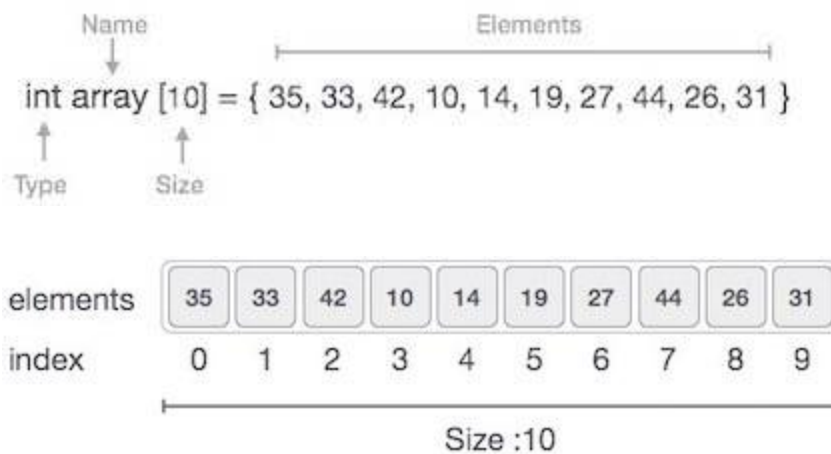 Name Elements
int array [10] = { 35, 33, 42, 10, 14, 19, 27, 44, 26, 31 }
Type Size
elements 35 33 42 10 14 19 27 44 26 31
index 0 1 2 3 4 5 6 7 8 9
Size :10